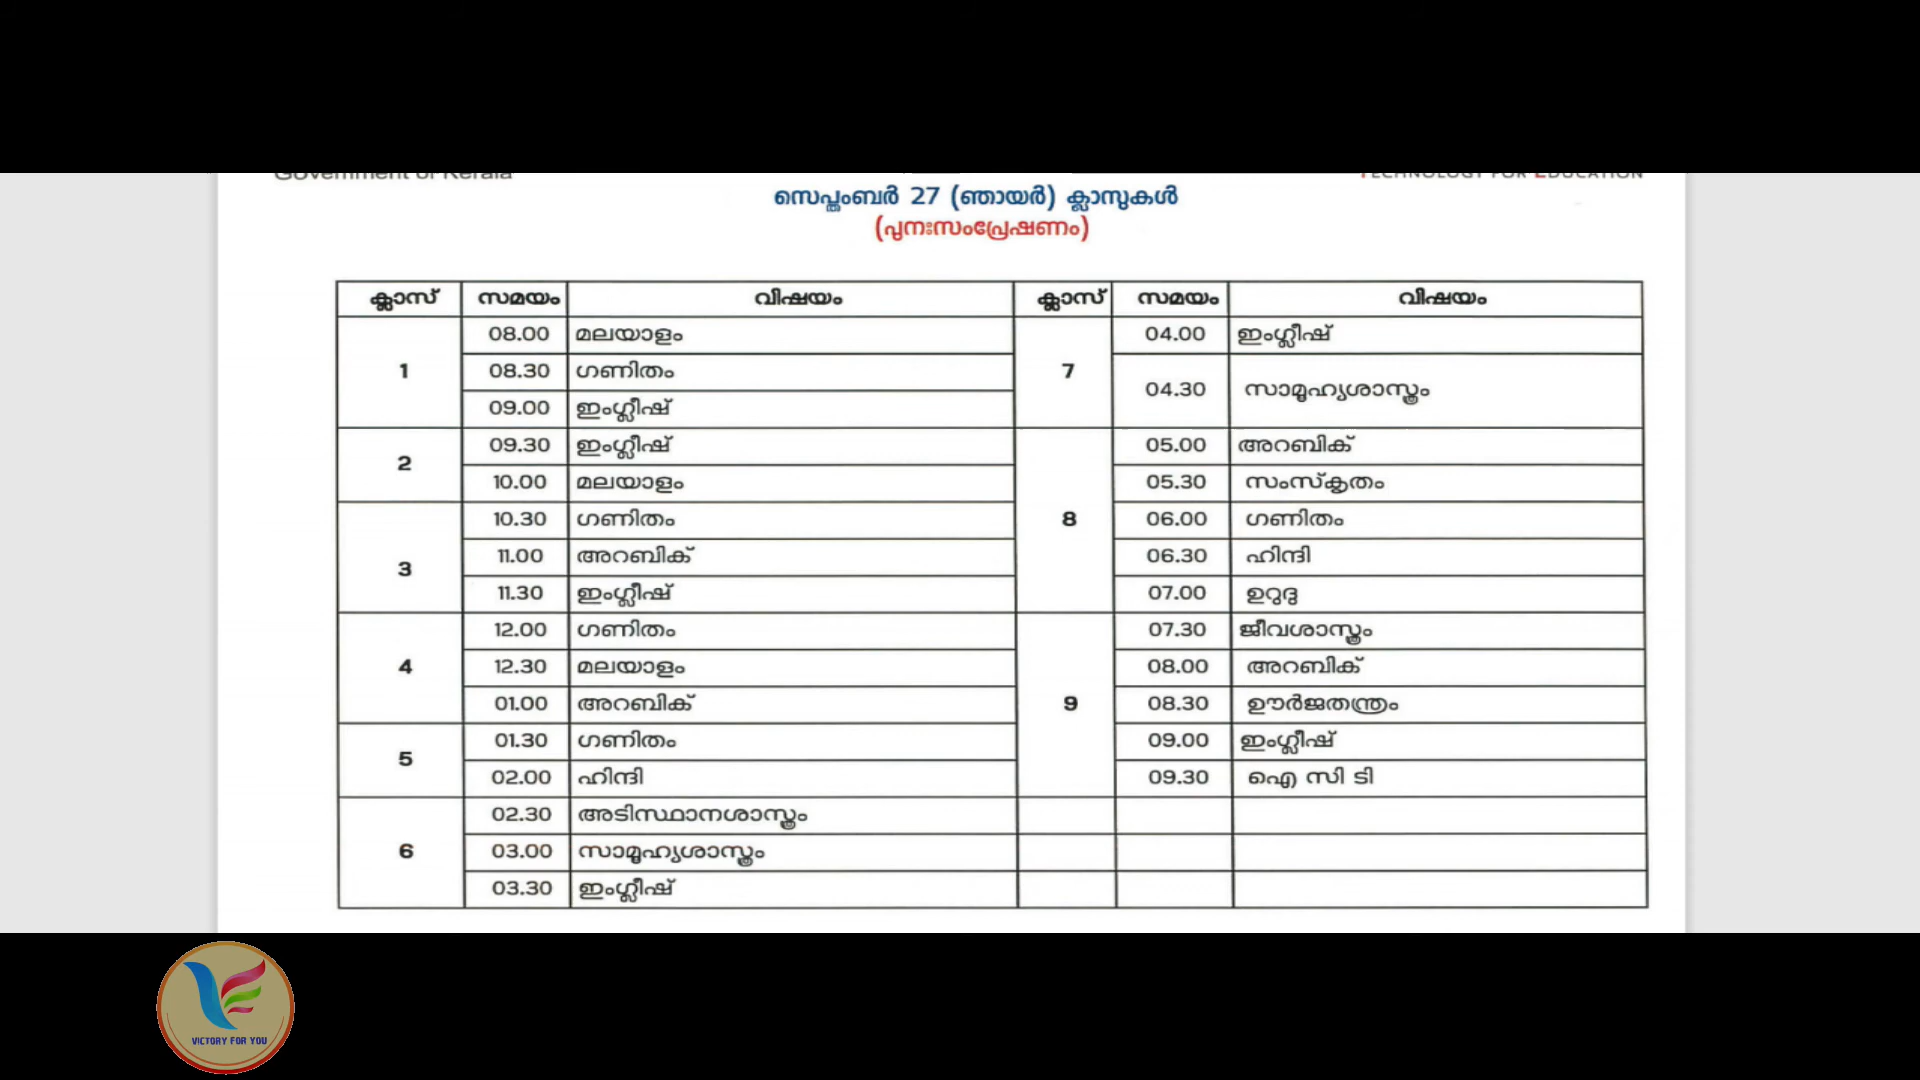 Government of Kerala
TECHNOLOGY FOR EDUCATION
സെപ്തംബർ 27 (ഞായർ) ക്ലാസുകൾ
(പുനഃസംപ്രേഷണം)
ക്ലാസ് സമയം വിഷയം ക്ലാസ് സമയം വിഷയം
1 08.00 മലയാളം 7 04.00 ഇംഗ്ലീഷ്
08.30 ഗണിതം 04.30 സാമൂഹ്യശാസ്ത്രം
09.00 ഇംഗ്ലീഷ്
2 09.30 ഇംഗ്ലീഷ് 8 05.00 അറബിക്
10.00 മലയാളം 05.30 സംസ്കൃതം
3 10.30 ഗണിതം 06.00 ഗണിതം
11.00 അറബിക് 06.30 ഹിന്ദി
11.30 ഇംഗ്ലീഷ് 07.00 ഉറുദു
4 12.00 ഗണിതം 9 07.30 ജീവശാസ്ത്രം
12.30 മലയാളം 08.00 അറബിക്
01.00 അറബിക് 08.30 ഊർജതന്ത്രം
5 01.30 ഗണിതം 09.00 ഇംഗ്ലീഷ്
02.00 ഹിന്ദി 09.30 ഐ സി ടി
6 02.30 അടിസ്ഥാനശാസ്ത്രം
03.00 സാമൂഹ്യശാസ്ത്രം
03.30 ഇംഗ്ലീഷ്
VICTORY FOR YOU